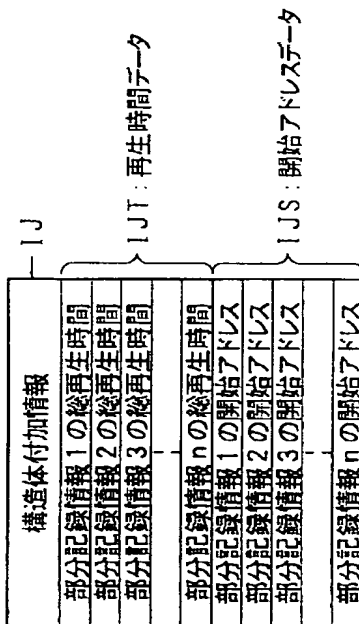 構造体付加情報
IJ
部分記録情報1の総再生時間
部分記録情報2の総再生時間
部分記録情報3の総再生時間
部分記録情報nの総再生時間
IJT:再生時間データ
部分記録情報1の開始アドレス
部分記録情報2の開始アドレス
部分記録情報3の開始アドレス
部分記録情報nの開始アドレス
IJS:開始アドレスデータ